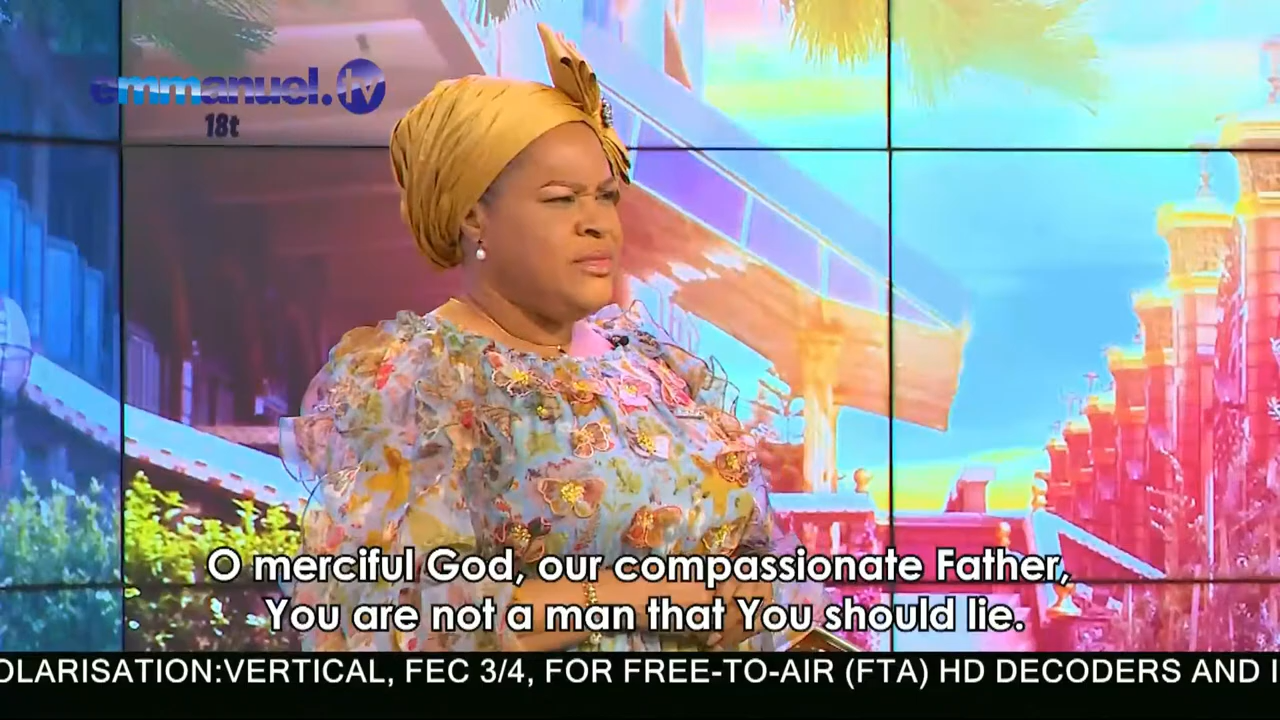 emmanuel.tv
18t
O merciful God, our compassionate Father,
You are not a man that You should lie.
OLARISATION:VERTICAL, FEC 3/4, FOR FREE-TO-AIR (FTA) HD DECODERS AND I